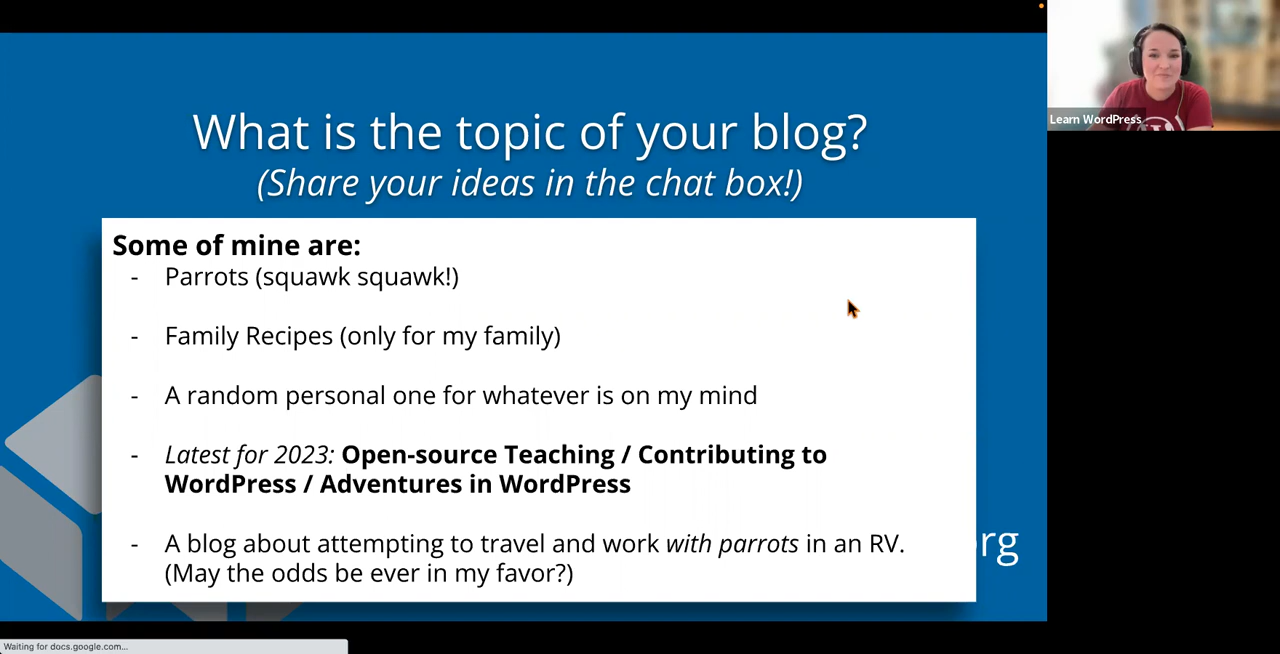 What is the topic of your blog?
(Share your ideas in the chat box!)
Learn WordPress
Some of mine are:
- Parrots (squawk squawk!)
- Family Recipes (only for my family)
- A random personal one for whatever is on my mind
- Latest for 2023: Open-source Teaching / Contributing to
WordPress / Adventures in WordPress
- A blog about attempting to travel and work with parrots in an RV.
(May the odds be ever in my favor?)
rg
Waiting for docs.google.com...